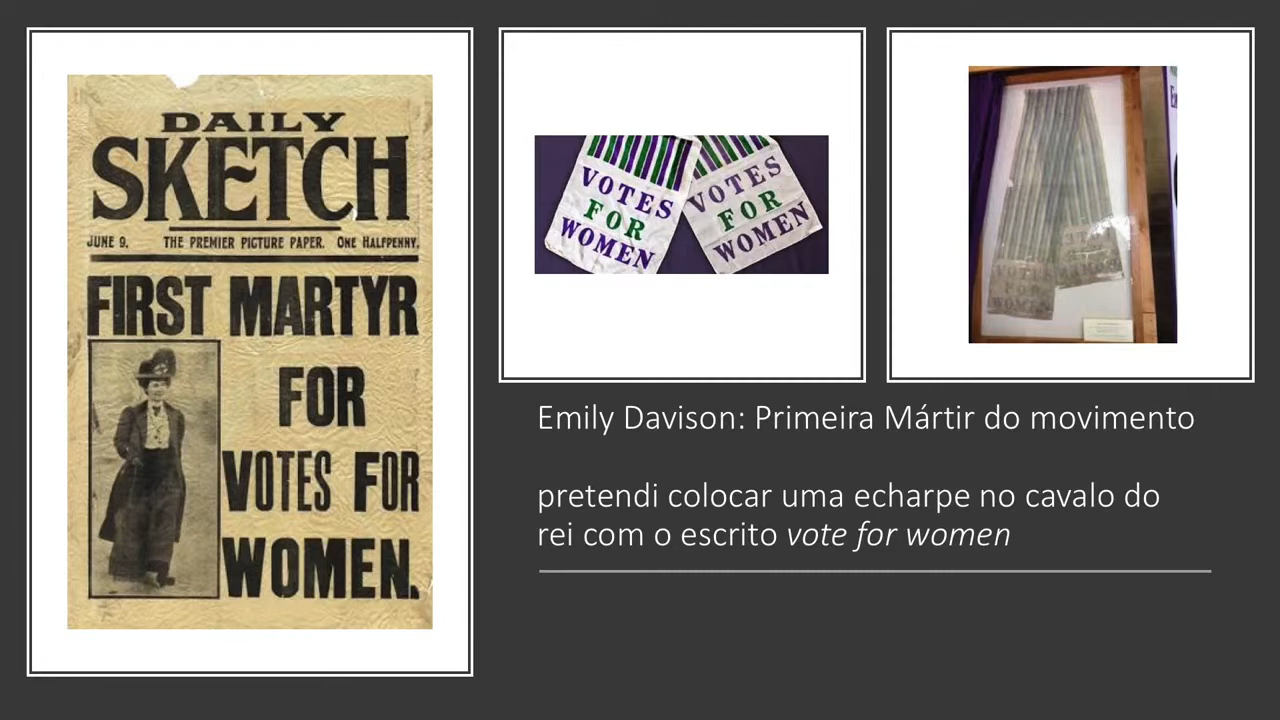 DAILY
SKETCH
JUNE 9. THE PREMIER PICTURE PAPER. ONE HALFPENNY.
FIRST MARTYR
FOR
VOTES FOR
WOMEN.
VOTES
FOR
WOMEN
VOTES
FOR
WOMEN
FOR
WOMEN
Emily Davison: Primeira Mártir do movimento
pretendi colocar uma echarpe no cavalo do
rei com o escrito vote for women